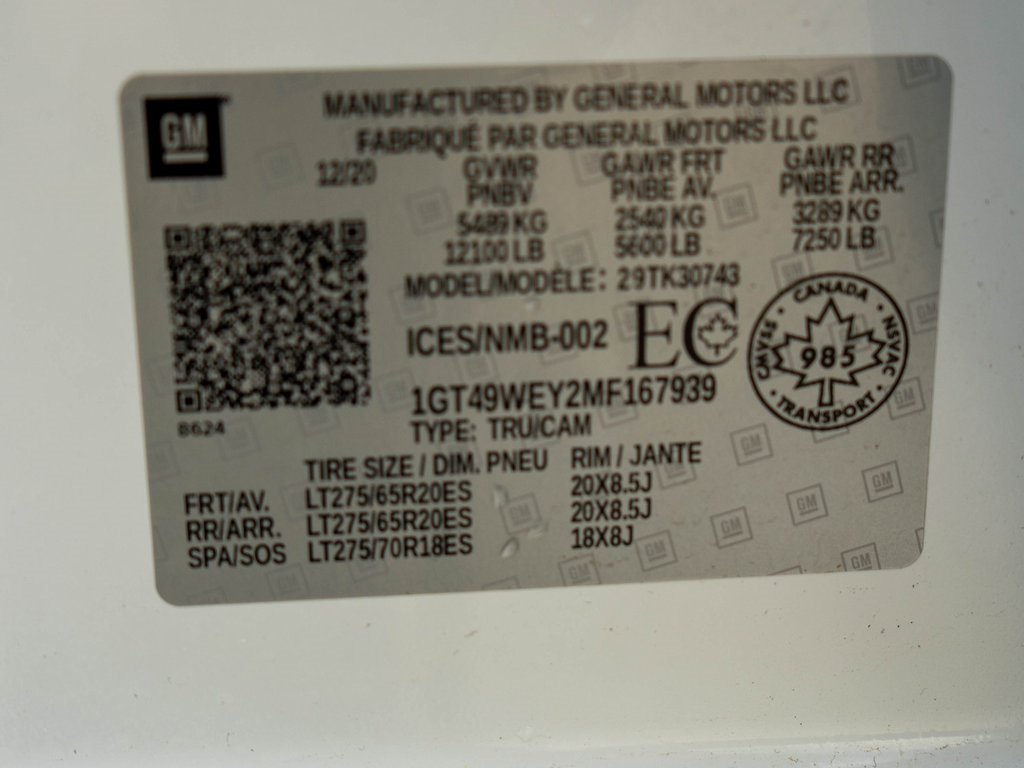 GM
MANUFACTURED BY GENERAL MOTORS LLC
FABRIQUÉ PAR GENERAL MOTORS LLC
12/20 GVWR GAWR FRT GAWR RR
PNBV PNBE AV. PNBE ARR.
5489 KG 2540 KG 3289 KG
12100 LB 5600 LB 7250 LB
MODEL/MODÈLE: 29TK30743
ICES/NMB-002 EC
CANADA
CMVSS 985 NSVAC
TRANSPORT
1GT49WEY2MF167939
8624 TYPE: TRU/CAM
TIRE SIZE / DIM. PNEU RIM / JANTE
FRT/AV. LT275/65R20ES 20X8.5J
RR/ARR. LT275/65R20ES 20X8.5J
SPA/SOS LT275/70R18ES 18X8J